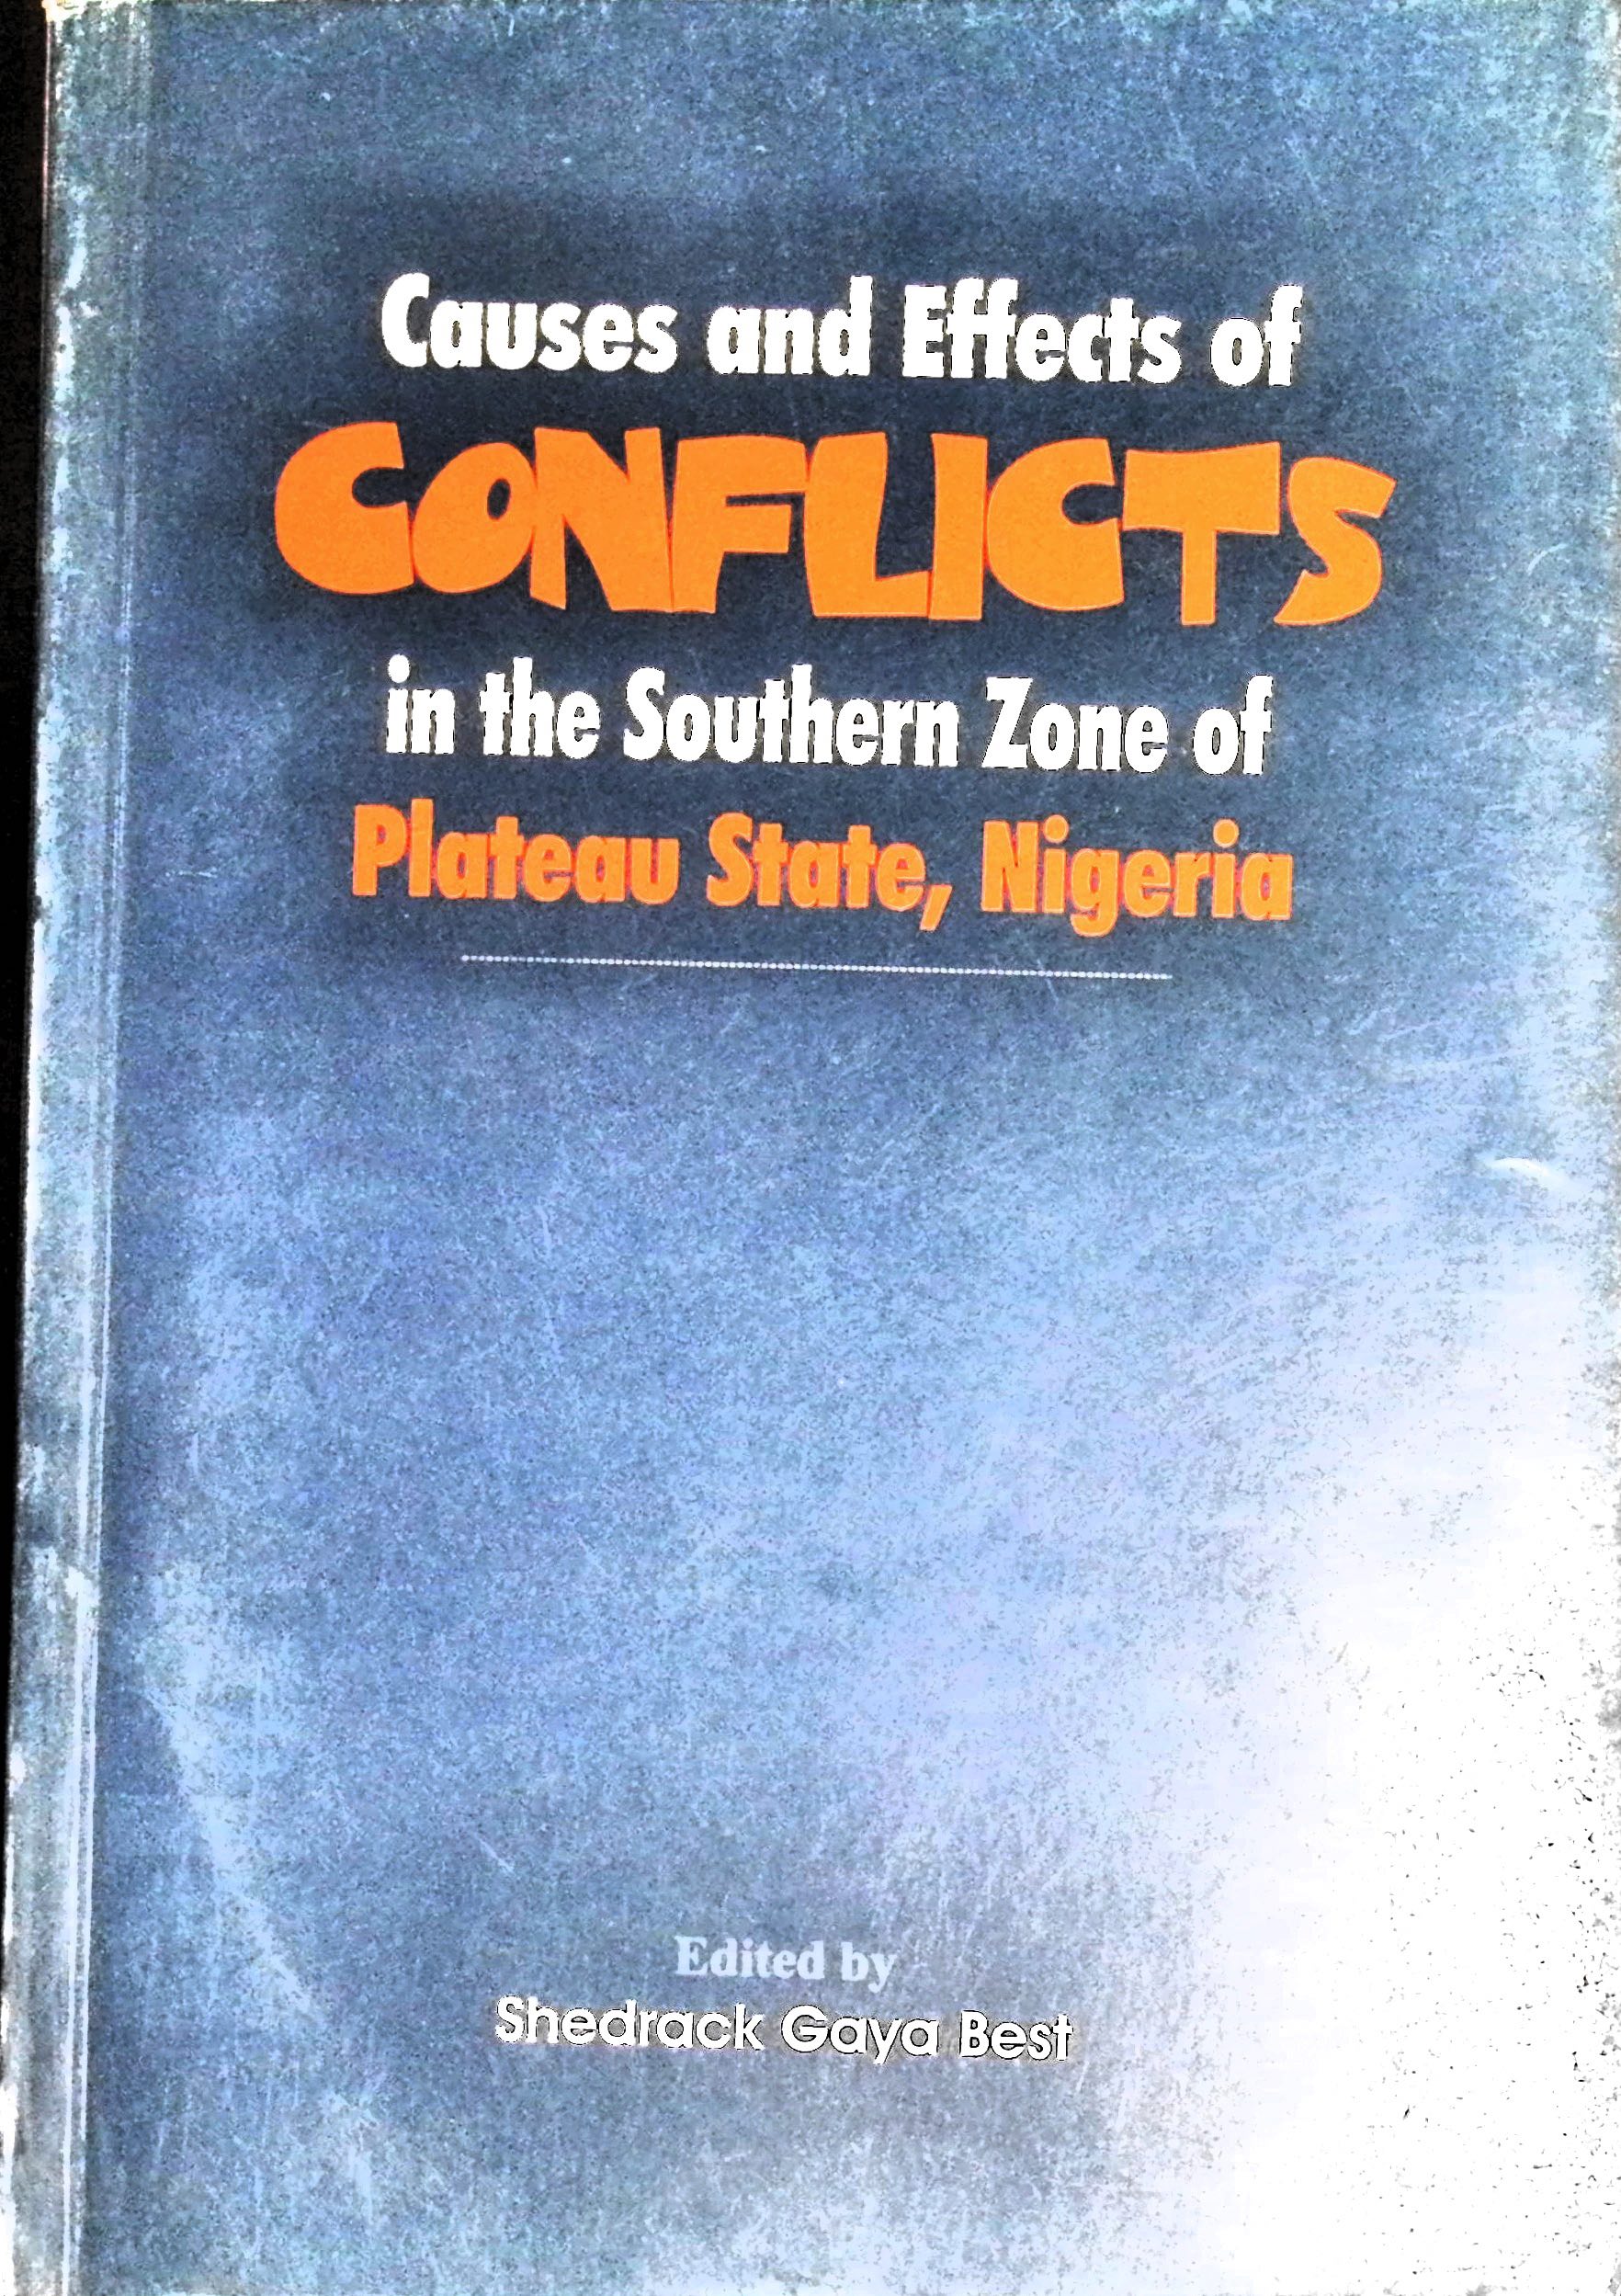 Causes and Effects of
CONFLICTS
in the Southern Zone of
Plateau State, Nigeria
Edited by
Shedrack Gaya Best